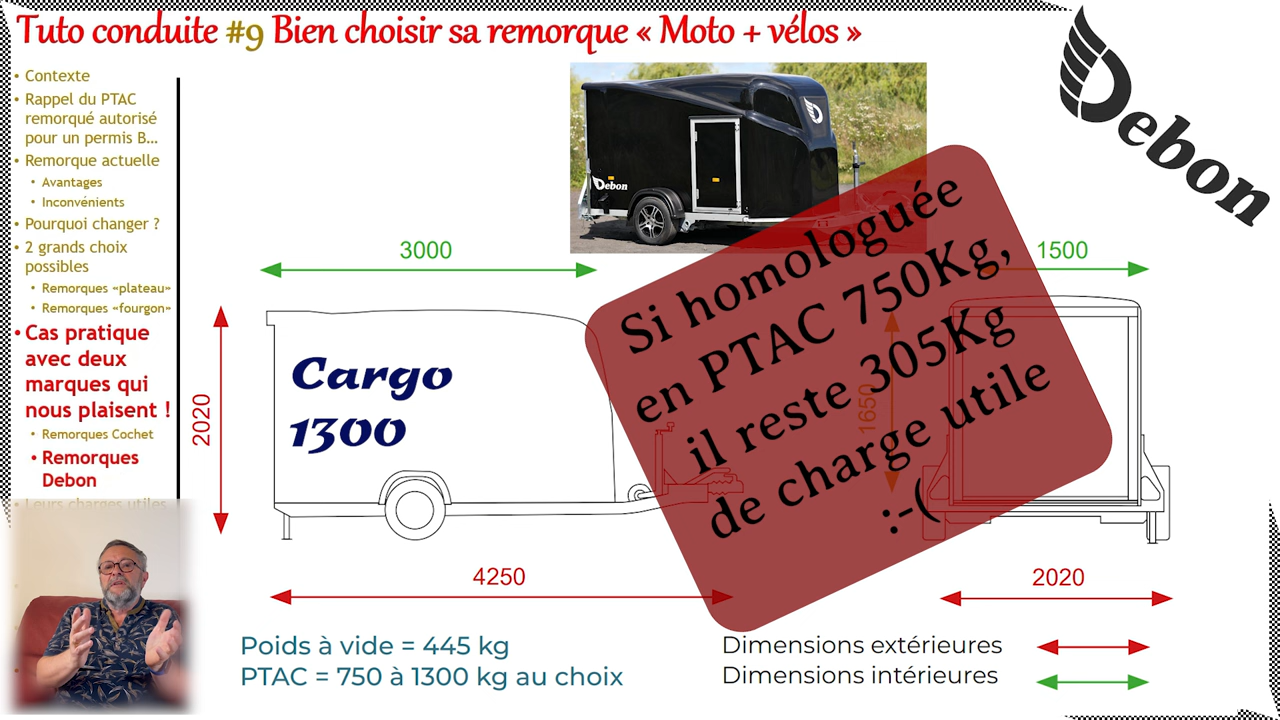 Tuto conduite #9 Bien choisir sa remorque « Moto + vélos »
• Contexte
• Rappel du PTAC
remorqué autorisé
pour un permis B…
• Remorque actuelle
• Avantages
• Inconvénients
• Pourquoi changer ?
• 2 grands choix
possibles
• Remorques «plateau»
• Remorques «fourgon»
• Cas pratique
avec deux
marques qui
nous plaisent !
• Remorques Cochet
• Remorques
Debon
• Leurs charges utiles
Debon
Debon
3000
1500
2020
Cargo
1300
1650
Si homologuée
en PTAC 750Kg,
il reste 305Kg
de charge utile
:-(
4250
2020
Poids à vide = 445 kg
PTAC = 750 à 1300 kg au choix
Dimensions extérieures
Dimensions intérieures